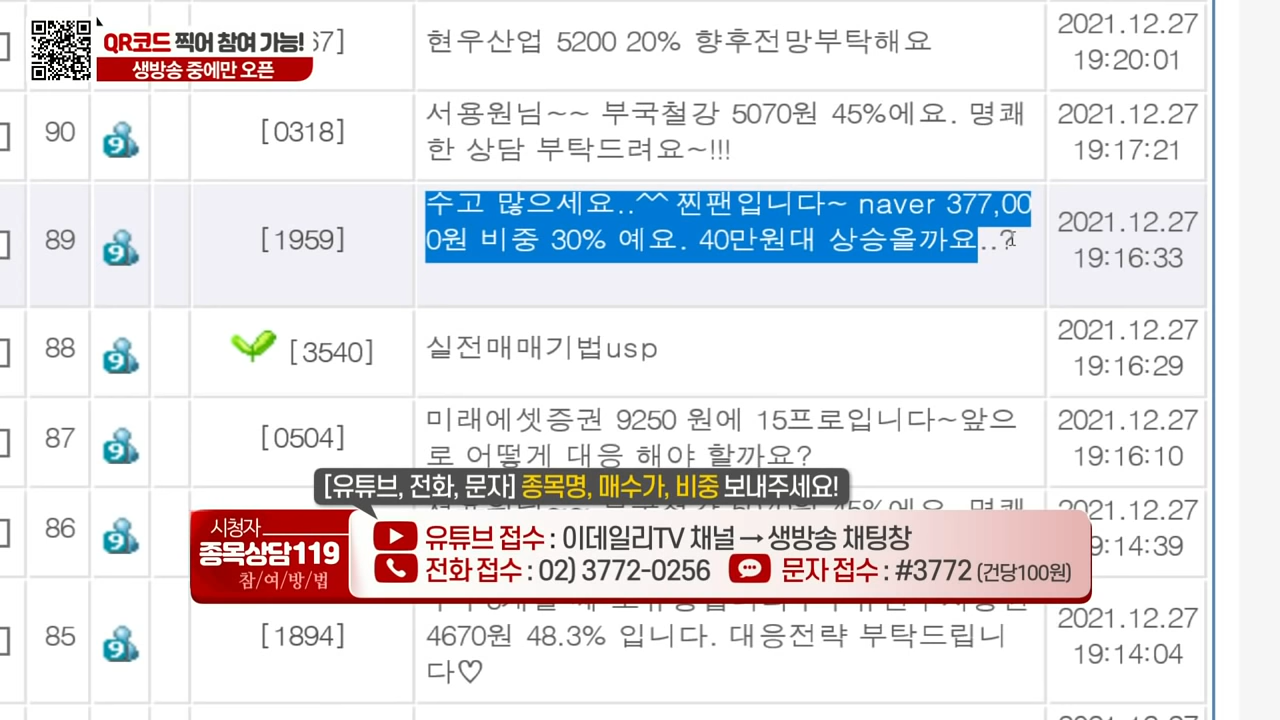 QR코드 찍어 참여 가능!
생방송 중에만 오픈
67]
현우산업 5200 20% 향후전망부탁해요
2021.12.27
19:20:01
90
[0318]
서용원님~~ 부국철강 5070원 45%에요. 명쾌
한 상담 부탁드려요~!!!
2021.12.27
19:17:21
89
[1959]
수고 많으세요..^^ 찐팬입니다~ naver 377,00
0원 비중 30% 예요. 40만원대 상승올까요..?
2021.12.27
19:16:33
88
[3540]
실전매매기법usp
2021.12.27
19:16:29
87
[0504]
미래에셋증권 9250 원에 15프로입니다~앞으
로 어떻게 대응 해야 할까요?
2021.12.27
19:16:10
86
45%에요. 명쾌
2021.12.27
9:14:39
85
[1894]
4670원 48.3% 입니다. 대응전략 부탁드립니
다♡
2021.12.27
19:14:04
[유튜브, 전화, 문자] 종목명, 매수가, 비중 보내주세요!
시청자
종목상담119
참/여/방/법
유튜브 접수 : 이데일리TV 채널 → 생방송 채팅창
전화 접수 : 02) 3772-0256 문자 접수 : #3772 (건당100원)